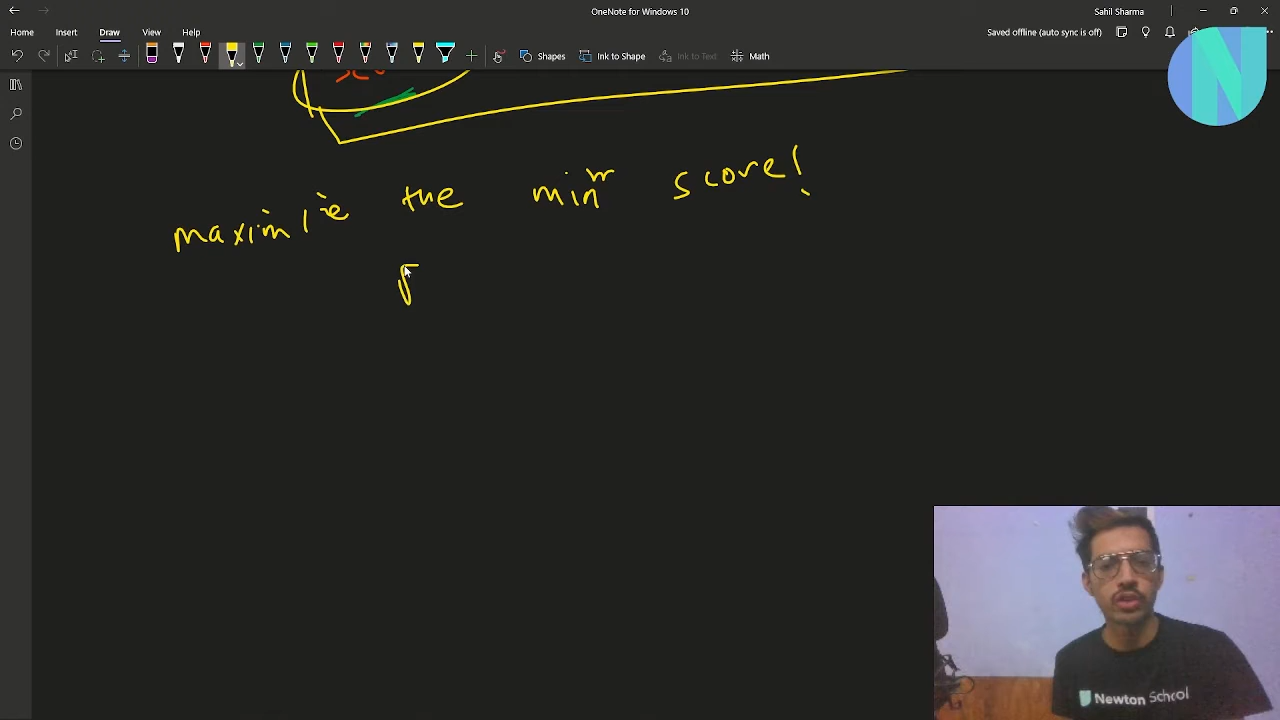 OneNote for Windows 10
Sahil Sharma
Home Insert Draw View Help
Saved offline (auto sync is off)
Shapes Ink to Shape Ink to Text Math
maximize the minm score!
Newton School